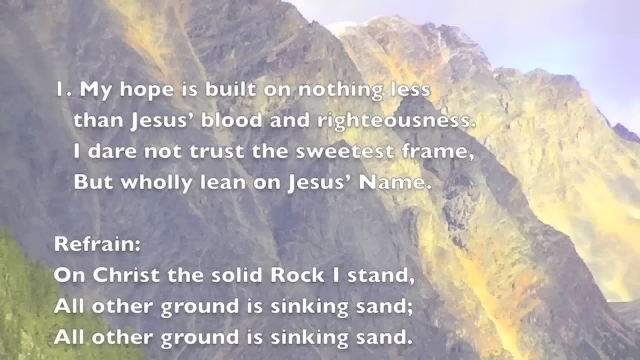 1. My hope is built on nothing less
than Jesus’ blood and righteousness.
I dare not trust the sweetest frame,
But wholly lean on Jesus’ Name.
Refrain:
On Christ the solid Rock I stand,
All other ground is sinking sand;
All other ground is sinking sand.